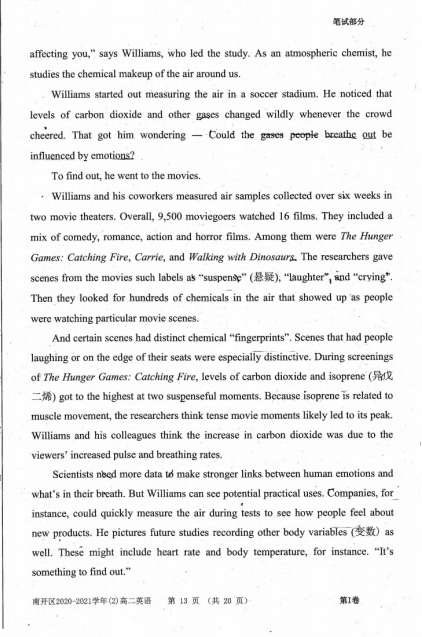 笔试部分
affecting you,” says Williams, who led the study. As an atmospheric chemist, he
studies the chemical makeup of the air around us.
Williams started out measuring the air in a soccer stadium. He noticed that
levels of carbon dioxide and other gases changed wildly whenever the crowd
cheered. That got him wondering — Could the gases people breathe out be
influenced by emotions?
To find out, he went to the movies.
Williams and his coworkers measured air samples collected over six weeks in
two movie theaters. Overall, 9,500 moviegoers watched 16 films. They included a
mix of comedy, romance, action and horror films. Among them were The Hunger
Games: Catching Fire, Carrie, and Walking with Dinosaurs. The researchers gave
scenes from the movies such labels as “suspense” (悬疑), “laughter”, and “crying”.
Then they looked for hundreds of chemicals in the air that showed up as people
were watching particular movie scenes.
And certain scenes had distinct chemical “fingerprints”. Scenes that had people
laughing or on the edge of their seats were especially distinctive. During screenings
of The Hunger Games: Catching Fire, levels of carbon dioxide and isoprene (异戊
二烯) got to the highest at two suspenseful moments. Because isoprene is related to
muscle movement, the researchers think tense movie moments likely led to its peak.
Williams and his colleagues think the increase in carbon dioxide was due to the
viewers’ increased pulse and breathing rates.
Scientists need more data to make stronger links between human emotions and
what’s in their breath. But Williams can see potential practical uses. Companies, for
instance, could quickly measure the air during tests to see how people feel about
new products. He pictures future studies recording other body variables (变数) as
well. These might include heart rate and body temperature, for instance. “It’s
something to find out.”
南开区2020-2021学年(2)高二英语 第 13 页 （共 20 页） 第I卷